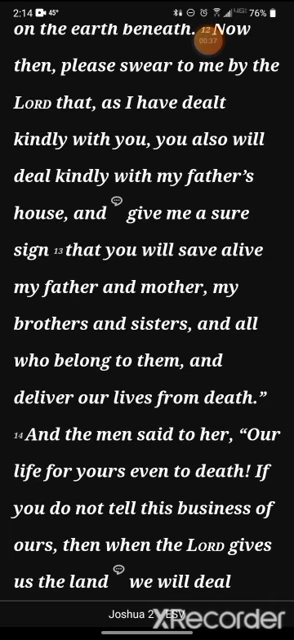 2:14 45° 4G 76%
on the earth beneath. 12 Now
00:37
then, please swear to me by the
LORD that, as I have dealt
kindly with you, you also will
deal kindly with my father’s
house, and give me a sure
sign 13 that you will save alive
my father and mother, my
brothers and sisters, and all
who belong to them, and
deliver our lives from death.”
14 And the men said to her, “Our
life for yours even to death! If
you do not tell this business of
ours, then when the LORD gives
us the land we will deal
Joshua 2 ESV
XRecorder